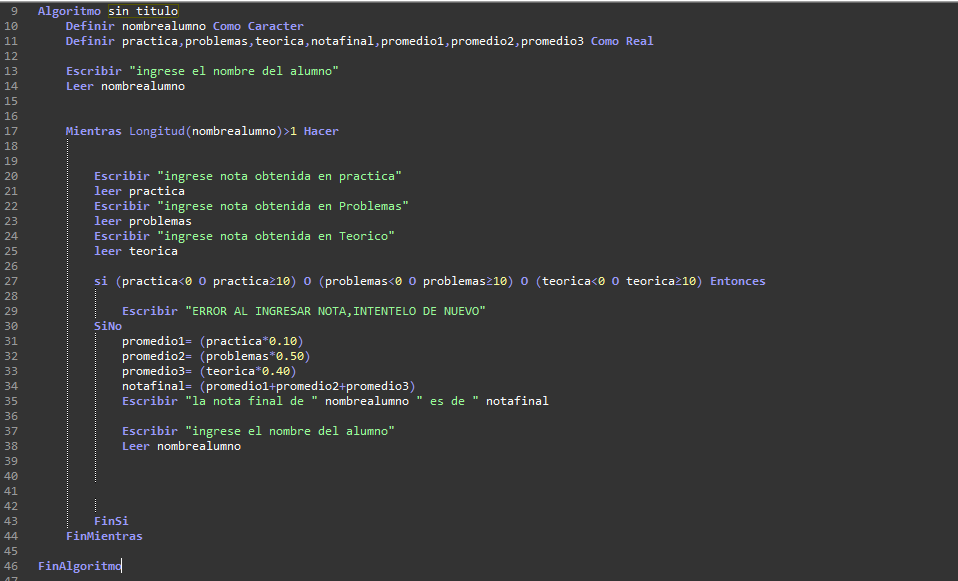 9 Algoritmo sin titulo
10 Definir nombrealumno Como Caracter
11 Definir practica,problemas,teorica,notafinal,promedio1,promedio2,promedio3 Como Real
12
13 Escribir "ingrese el nombre del alumno"
14 Leer nombrealumno
15
16
17 Mientras Longitud(nombrealumno)>1 Hacer
18
19
20 Escribir "ingrese nota obtenida en practica"
21 leer practica
22 Escribir "ingrese nota obtenida en Problemas"
23 leer problemas
24 Escribir "ingrese nota obtenida en Teorico"
25 leer teorica
26
27 si (practica<0 O practica≥10) O (problemas<0 O problemas≥10) O (teorica<0 O teorica≥10) Entonces
28
29 Escribir "ERROR AL INGRESAR NOTA,INTENTELO DE NUEVO"
30 SiNo
31 promedio1= (practica*0.10)
32 promedio2= (problemas*0.50)
33 promedio3= (teorica*0.40)
34 notafinal= (promedio1+promedio2+promedio3)
35 Escribir "la nota final de " nombrealumno " es de " notafinal
36
37 Escribir "ingrese el nombre del alumno"
38 Leer nombrealumno
39
40
41
42
43 FinSi
44 FinMientras
45
46 FinAlgoritmo
47